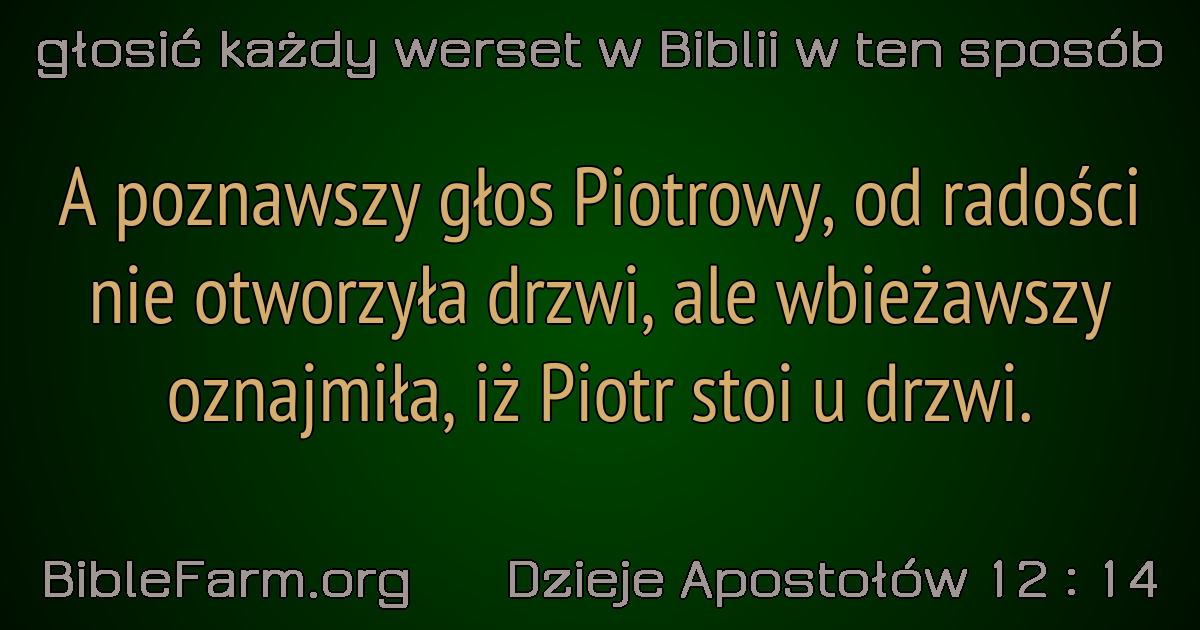 głosić każdy werset w Biblii w ten sposób
A poznawszy głos Piotrowy, od radości
nie otworzyła drzwi, ale wbieżawszy
oznajmiła, iż Piotr stoi u drzwi.
BibleFarm.org Dzieje Apostołów 12 : 14